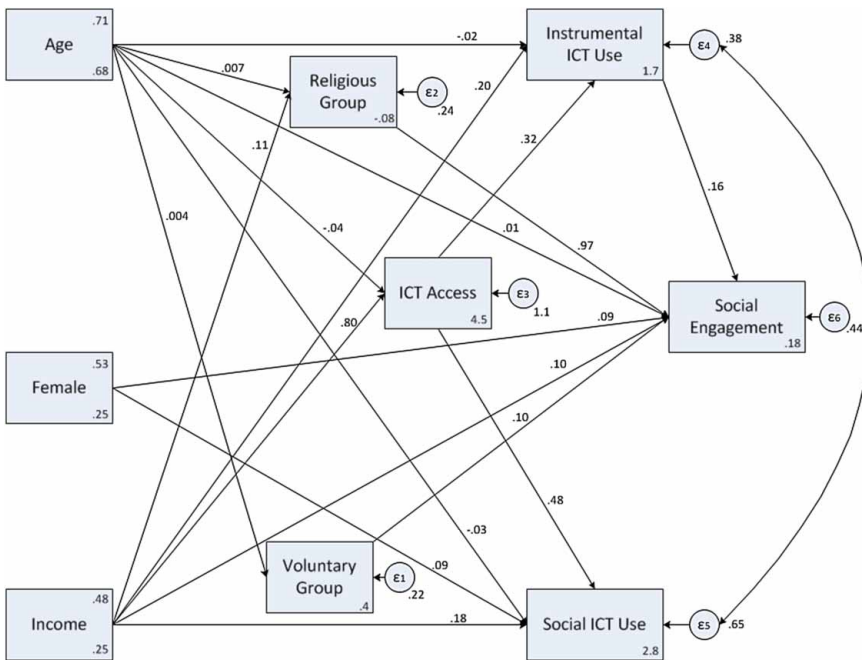 .71
Age
.68
-.02
Instrumental
ICT Use
1.7
ε4
.38
.007
Religious
Group
-.08
ε2
.24
.20
.11
.32
.16
.004
-.04
.01
.97
ICT Access
4.5
ε3
1.1
Social
Engagement
.18
ε6
.44
.80
.09
.53
Female
.25
.10
.10
.48
-.03
.09
Voluntary
Group
.4
ε1
.22
.48
Income
.25
.18
Social ICT Use
2.8
ε5
.65